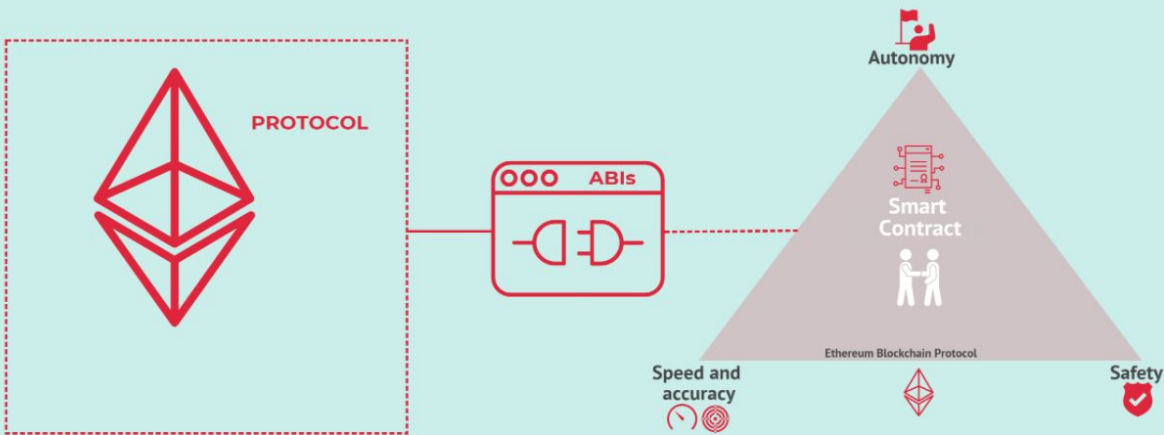 PROTOCOL
ABIs
Autonomy
Smart
Contract
Ethereum Blockchain Protocol
Speed and
accuracy
Safety